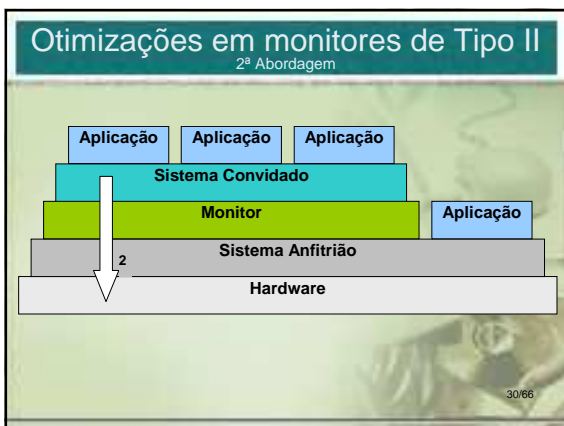 Otimizações em monitores de Tipo II
2ª Abordagem
Aplicação Aplicação Aplicação
Sistema Convidado
Monitor Aplicação
Sistema Anfitrião
2
Hardware
30/66